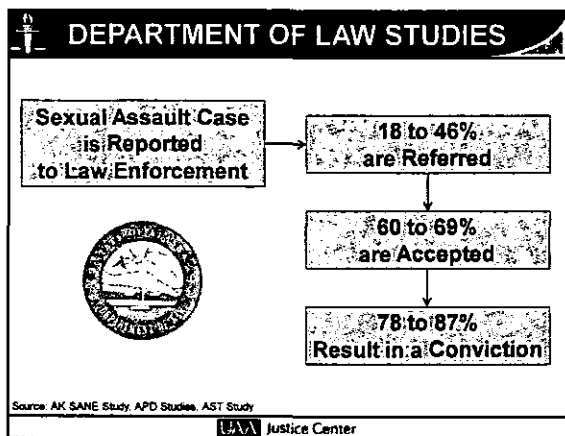 DEPARTMENT OF LAW STUDIES
Sexual Assault Case
is Reported
to Law Enforcement
18 to 46%
are Referred
60 to 69%
are Accepted
78 to 87%
Result in a Conviction
Source: AK SANE Study, APD Studies, AST Study
UAA Justice Center